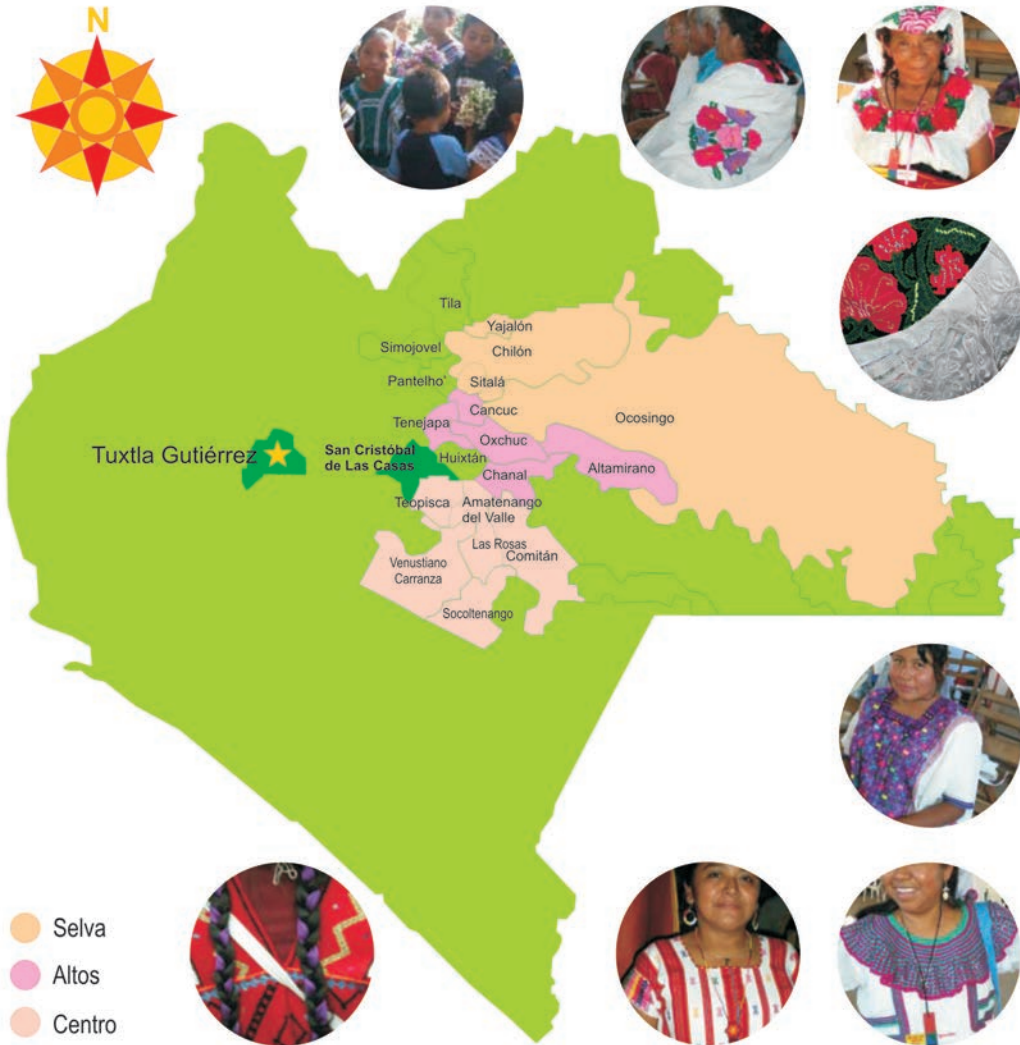 N
Tila
Yajalón
Simojovel
Chilón
Pantelho'
Sitalá
Cancuc
Ocosingo
Tenejapa
Oxchuc
Tuxtla Gutiérrez
San Cristóbal
de Las Casas
Huixtán
Altamirano
Chanal
Teopisca
Amatenango
del Valle
Las Rosas
Comitán
Venustiano
Carranza
Socoltenango
Selva
Altos
Centro